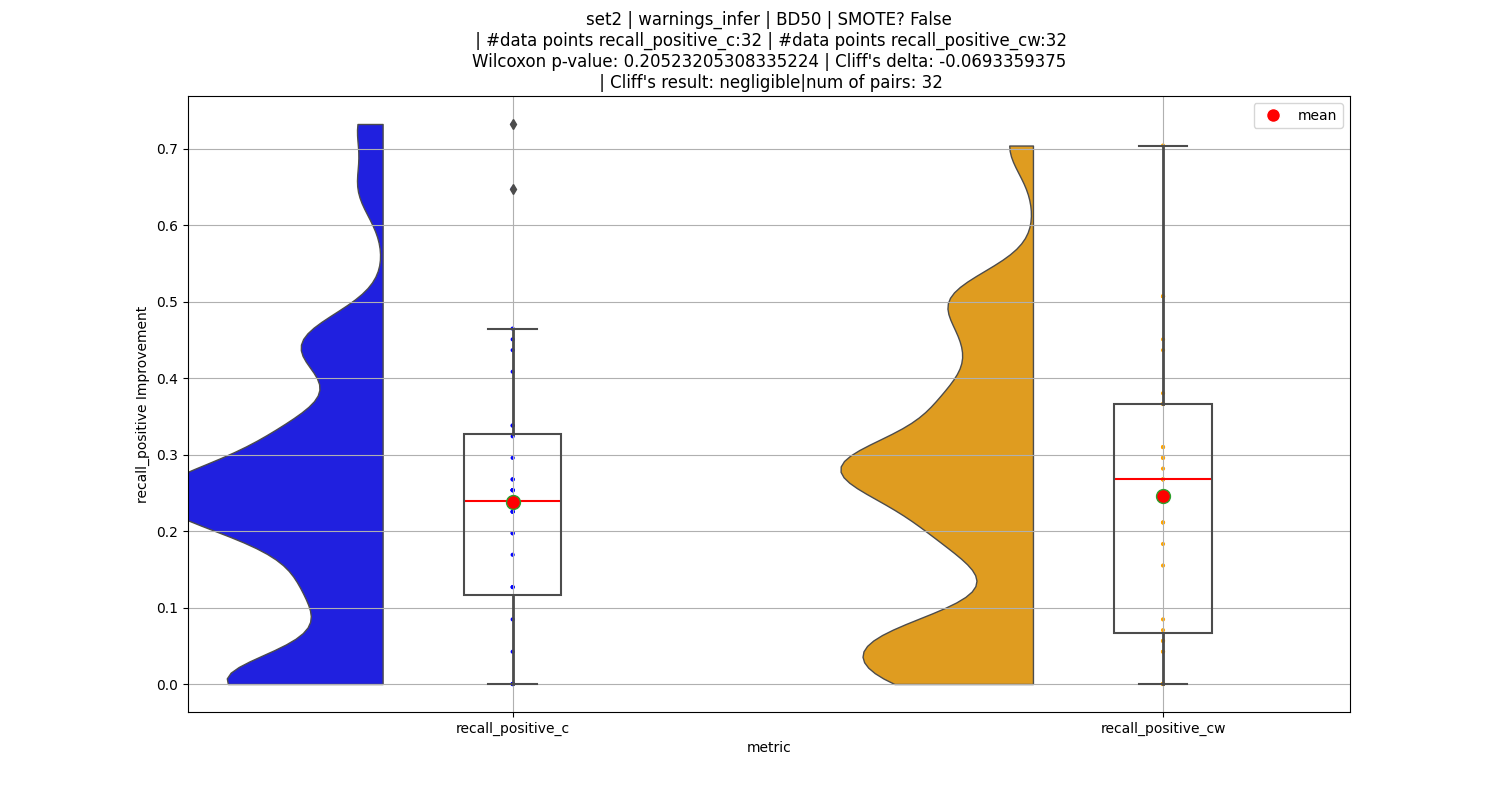 set2 | warnings_infer | BD50 | SMOTE? False
| #data points recall_positive_c:32 | #data points recall_positive_cw:32
Wilcoxon p-value: 0.20523205308335224 | Cliff's delta: -0.0693359375
| Cliff's result: negligible|num of pairs: 32
mean
0.7
0.6
0.5
0.4
0.3
0.2
0.1
0.0
recall_positive Improvement
recall_positive_c
recall_positive_cw
metric